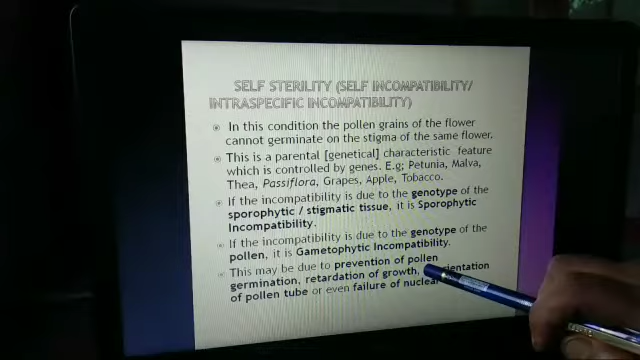 SELF STERILITY (SELF INCOMPATIBILITY/
INTRASPECIFIC INCOMPATIBILITY)
In this condition the pollen grains of the flower
cannot germinate on the stigma of the same flower.
This is a parental [genetical] characteristic feature
which is controlled by genes. E.g; Petunia, Malva,
Thea, Passiflora, Grapes, Apple, Tobacco.
If the incompatibility is due to the genotype of the
sporophytic / stigmatic tissue, it is Sporophytic
Incompatibility.
If the incompatibility is due to the genotype of the
pollen, it is Gametophytic Incompatibility.
This may be due to prevention of pollen
germination, retardation of growth,
of pollen tube or even failure of nuclear